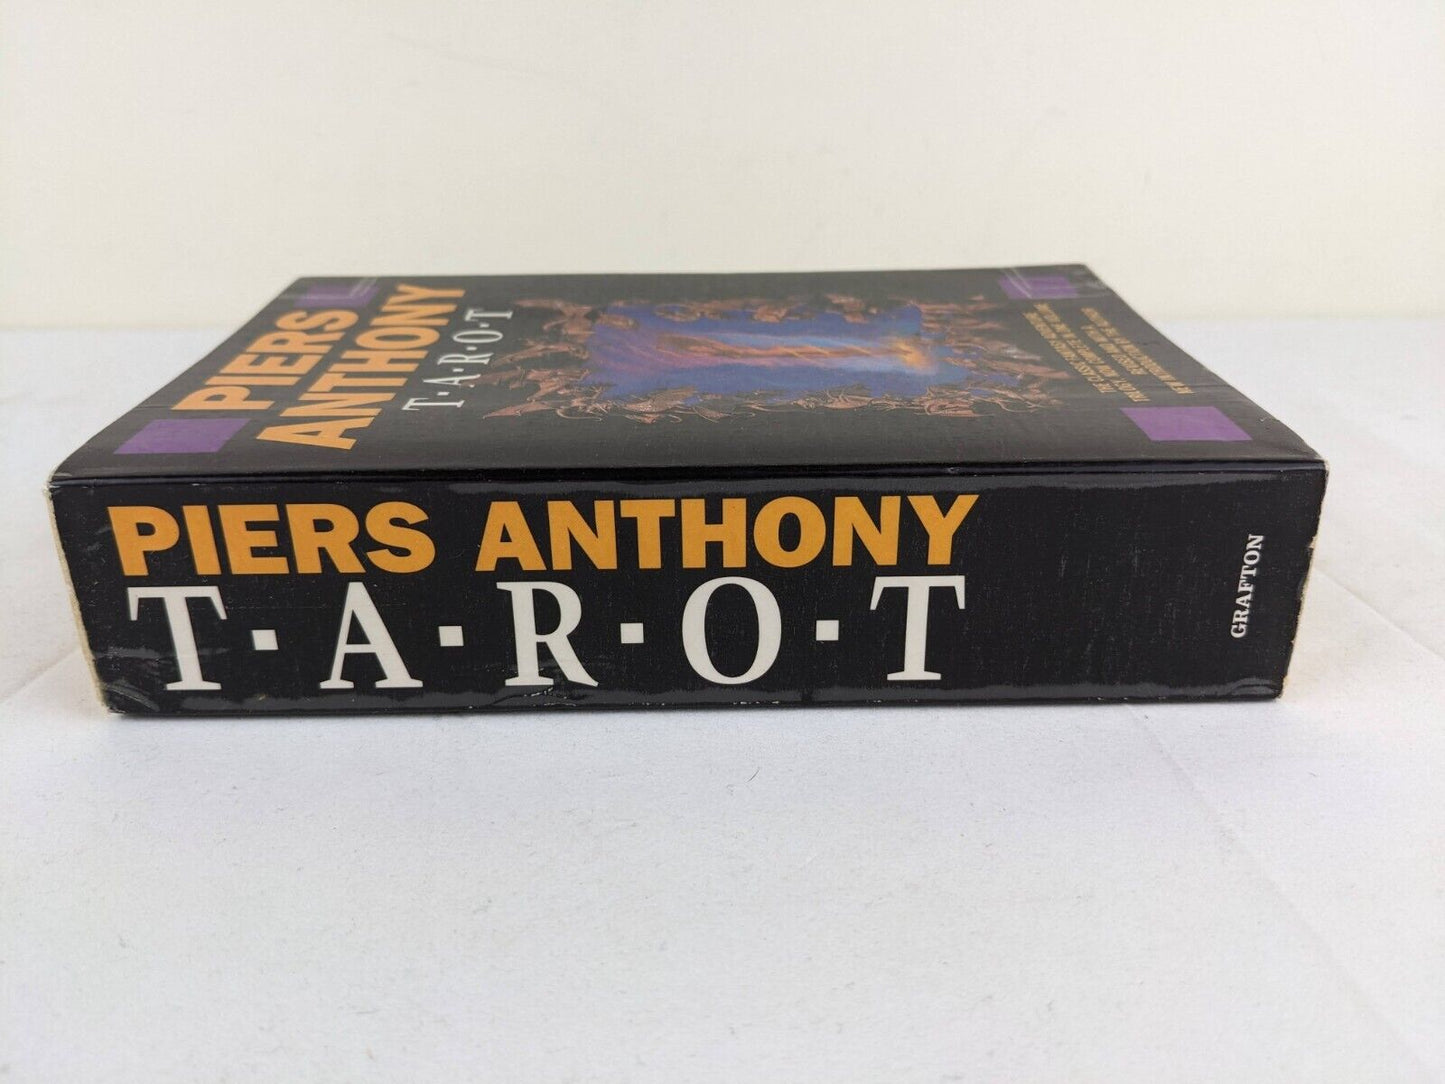 PIERS
ANTHONY
T·A·R·O·T
PIERS ANTHONY
T·A·R·O·T
GRAFTON